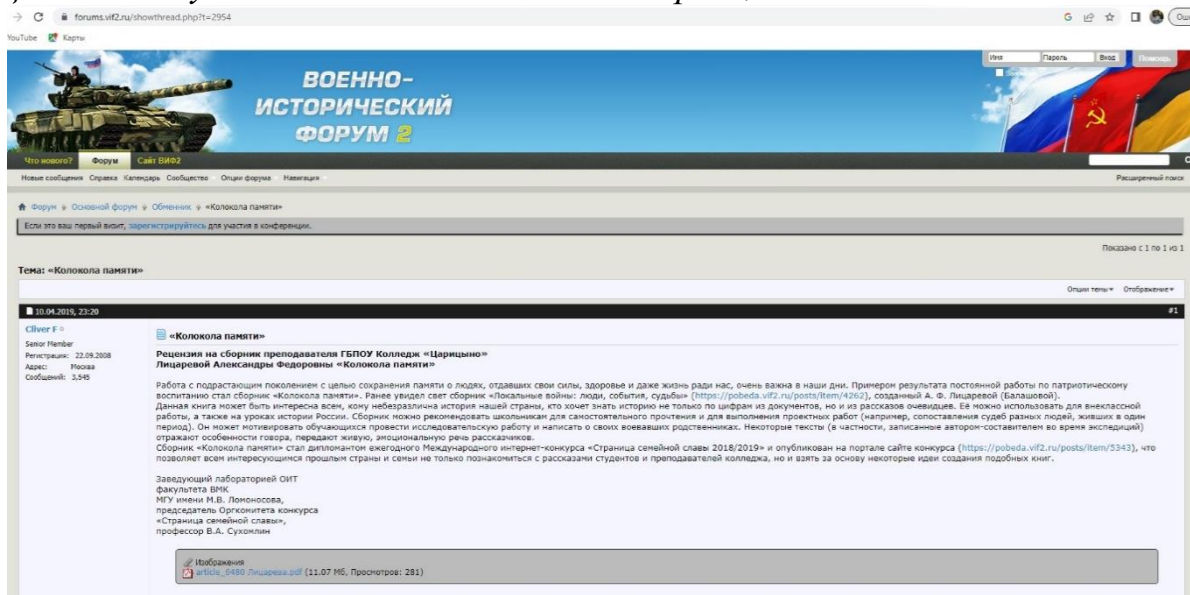 forums.vif2.ru/showthread.php?t=2954
YouTube Карты
Имя Пароль Вход Помощь
ВОЕННО-
ИСТОРИЧЕСКИЙ
ФОРУМ 2
Что нового? Форум Сайт ВИФ2
Новые сообщения Справка Календарь Сообщество Опции форума Навигация Расширенный поиск
Форум Основной форум Обменник «Колокола памяти»
Если это ваш первый визит, зарегистрируйтесь для участия в конференции.
Показано с 1 по 1 из 1
Тема: «Колокола памяти»
Опции темы Отображение
10.04.2019, 23:20 #1
Cliver F
Senior Member
Регистрация: 22.09.2008
Адрес: Москва
Сообщений: 3,545
«Колокола памяти»
Рецензия на сборник преподавателя ГБПОУ Колледж «Царицыно»
Лицаревой Александры Федоровны «Колокола памяти»
Работа с подрастающим поколением с целью сохранения памяти о людях, отдавших свои силы, здоровье и даже жизнь ради нас, очень важна в наши дни. Примером результата постоянной работы по патриотическому
воспитанию стал сборник «Колокола памяти». Ранее увидел свет сборник «Локальные войны: люди, события, судьбы» (https://pobeda.vif2.ru/posts/item/4262), созданный А. Ф. Лицаревой (Балашовой).
Данная книга может быть интересна всем, кому небезразлична история нашей страны, кто хочет знать историю не только по цифрам из документов, но и из рассказов очевидцев. Её можно использовать для внеклассной
работы, а также на уроках истории России. Сборник можно рекомендовать школьникам для самостоятельного прочтения и для выполнения проектных работ (например, сопоставления судеб разных людей, живших в один
период). Он может мотивировать обучающихся провести исследовательскую работу и написать о своих воевавших родственниках. Некоторые тексты (в частности, записанные автором-составителем во время экспедиций)
отражают особенности говора, передают живую, эмоциональную речь рассказчиков.
Сборник «Колокола памяти» стал дипломантом ежегодного Международного интернет-конкурса «Страница семейной славы 2018/2019» и опубликован на портале сайте конкурса (https://pobeda.vif2.ru/posts/item/5343), что
позволяет всем интересующимся прошлым страны и семьи не только познакомиться с рассказами студентов и преподавателей колледжа, но и взять за основу некоторые идеи создания подобных книг.
Заведующий лабораторией ОИТ
факультета ВМК
МГУ имени М.В. Ломоносова,
председатель Оргкомитета конкурса
«Страница семейной славы»,
профессор В.А. Сухомлин
Изображения
article_6480 Лицарева.pdf (11.07 Мб, Просмотров: 281)